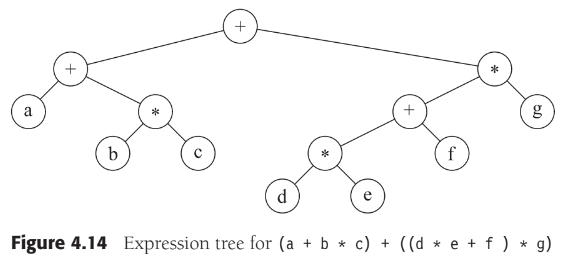 +
+ *
a * + g
b c * f
d e
Figure 4.14 Expression tree for (a + b * c) + ((d * e + f ) * g)